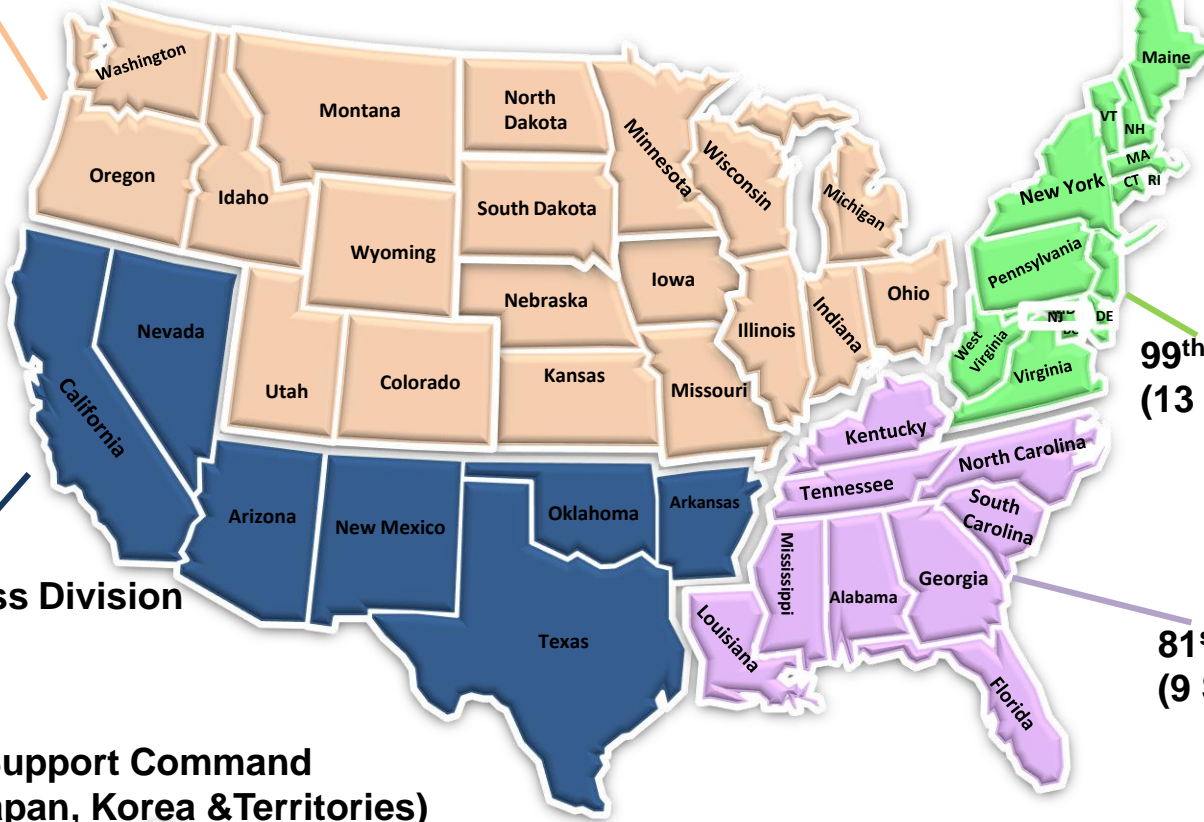 Washington
Montana
North
Dakota
Minnesota
Wisconsin
Michigan
Maine
VT
NH
MA
CT
RI
New York
Oregon
Idaho
South Dakota
Wyoming
Pennsylvania
Iowa
Nebraska
Ohio
Illinois
Indiana
NJ
DE
West
Virginia
Virginia
Nevada
Utah
Colorado
Kansas
Missouri
99th
(13
California
Kentucky
North Carolina
Tennessee
South
Carolina
Arizona
New Mexico
Oklahoma
Arkansas
Mississippi
Alabama
Georgia
ss Division
Texas
Louisiana
Florida
81s
(9
upport Command
apan, Korea &Territories)